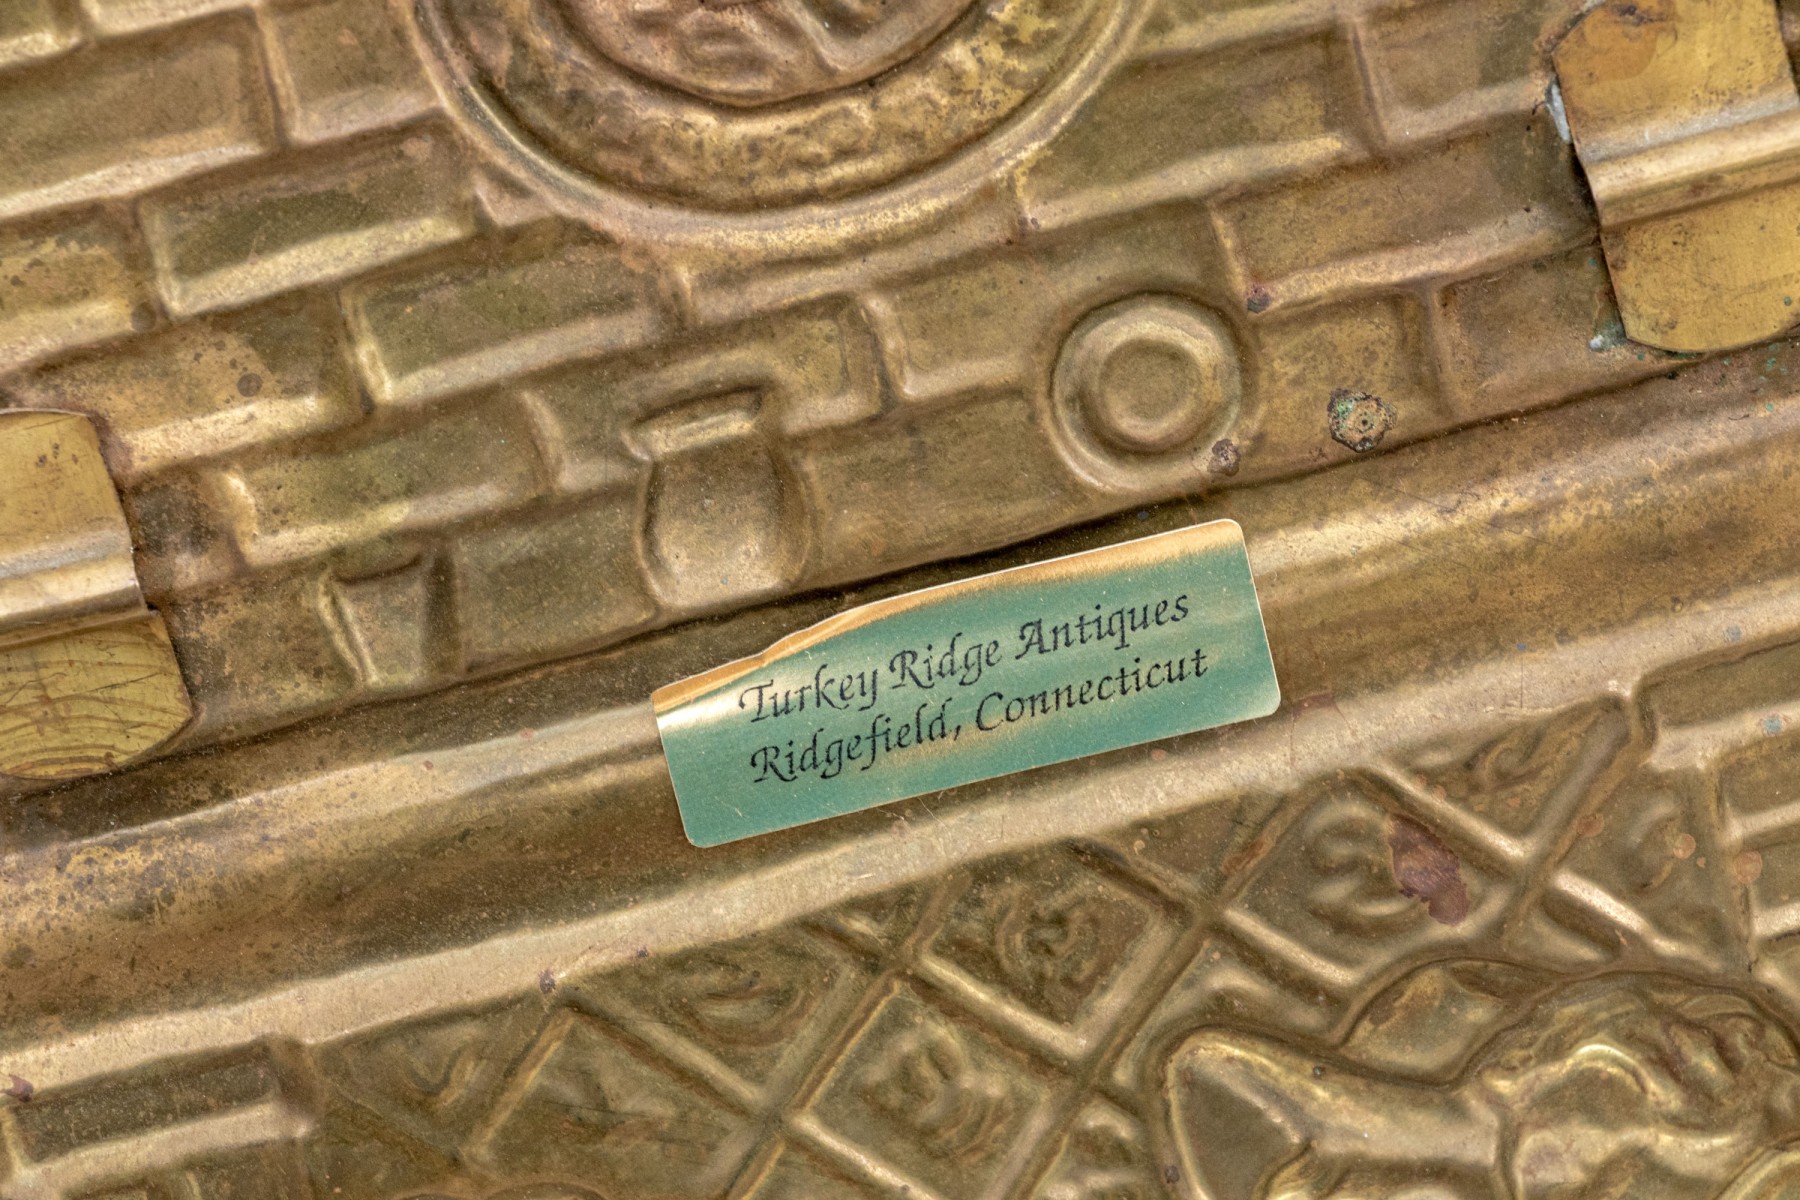 Turkey Ridge Antiques
Ridgefield, Connecticut